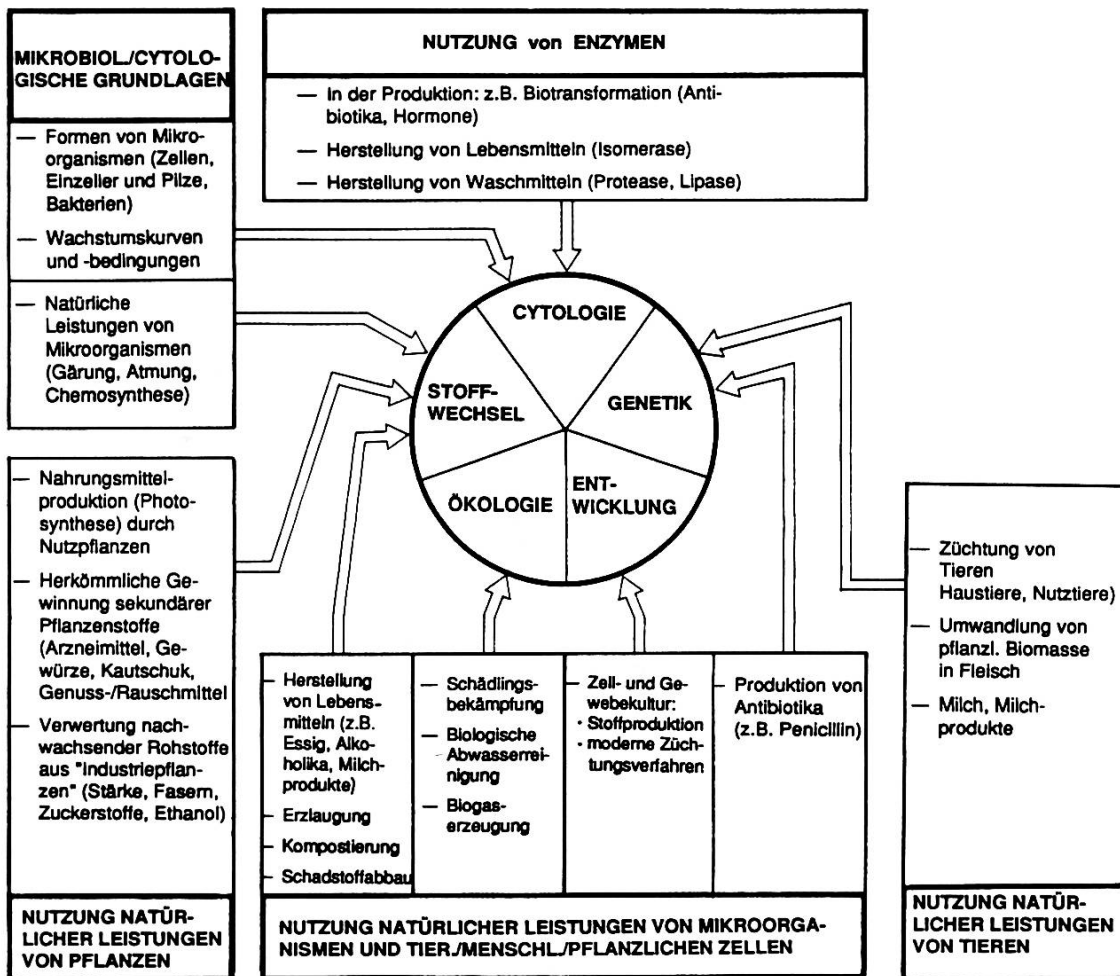 MIKROBIOL./CYTOLO-
GISCHE GRUNDLAGEN
— Formen von Mikro-
organismen (Zellen,
Einzeller und Pilze,
Bakterien)
— Wachstumskurven
und -bedingungen
— Natürliche
Leistungen von
Mikroorganismen
(Gärung, Atmung,
Chemosynthese)
NUTZUNG von ENZYMEN
— In der Produktion: z.B. Biotransformation (Anti-
biotika, Hormone)
— Herstellung von Lebensmitteln (Isomerase)
— Herstellung von Waschmitteln (Protease, Lipase)
CYTOLOGIE
STOFF-
WECHSEL
GENETIK
ÖKOLOGIE
ENT-
WICKLUNG
— Nahrungsmittel-
produktion (Photo-
synthese) durch
Nutzpflanzen
— Herkömmliche Ge-
winnung sekundärer
Pflanzenstoffe
(Arzneimittel, Ge-
würze, Kautschuk,
Genuss-/Rauschmittel
— Verwertung nach-
wachsender Rohstoffe
aus "Industriepflan-
zen" (Stärke, Fasern,
Zuckerstoffe, Ethanol)
NUTZUNG NATÜR-
LICHER LEISTUNGEN
VON PFLANZEN
— Herstellung
von Lebens-
mitteln (z.B.
Essig, Alko-
holika, Milch-
produkte)
— Erzlaugung
— Kompostierung
— Schadstoffabbau
— Schädlings-
bekämpfung
— Biologische
Abwasserrei-
nigung
— Biogas-
erzeugung
— Zell- und Ge-
webekultur:
· Stoffproduktion
· moderne Züch-
tungsverfahren
— Produktion von
Antibiotika
(z.B. Penicillin)
NUTZUNG NATÜRLICHER LEISTUNGEN VON MIKROORGA-
NISMEN UND TIER./MENSCHL./PFLANZLICHEN ZELLEN
— Züchtung von
Tieren
Haustiere, Nutztiere)
— Umwandlung von
pflanzl. Biomasse
in Fleisch
— Milch, Milch-
produkte
NUTZUNG NATÜR-
LICHER LEISTUNGEN
VON TIEREN